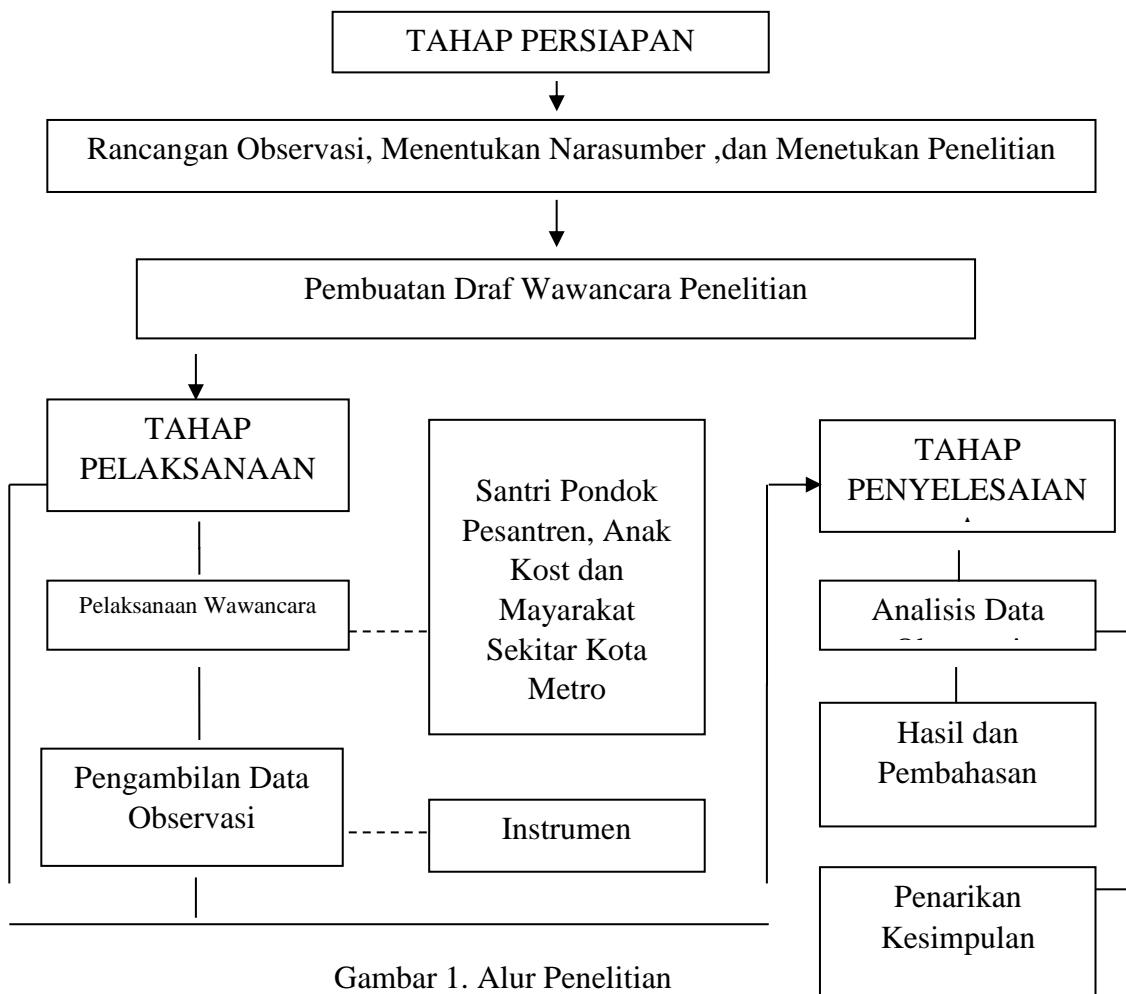 TAHAP PERSIAPAN
Rancangan Observasi, Menentukan Narasumber ,dan Menetukan Penelitian
Pembuatan Draf Wawancara Penelitian
TAHAP
PELAKSANAAN
Pelaksanaan Wawancara
Pengambilan Data
Observasi
Santri Pondok
Pesantren, Anak
Kost dan
Mayarakat
Sekitar Kota
Metro
Instrumen
TAHAP
PENYELESAIAN
Analisis Data
Hasil dan
Pembahasan
Penarikan
Kesimpulan
Gambar 1. Alur Penelitian